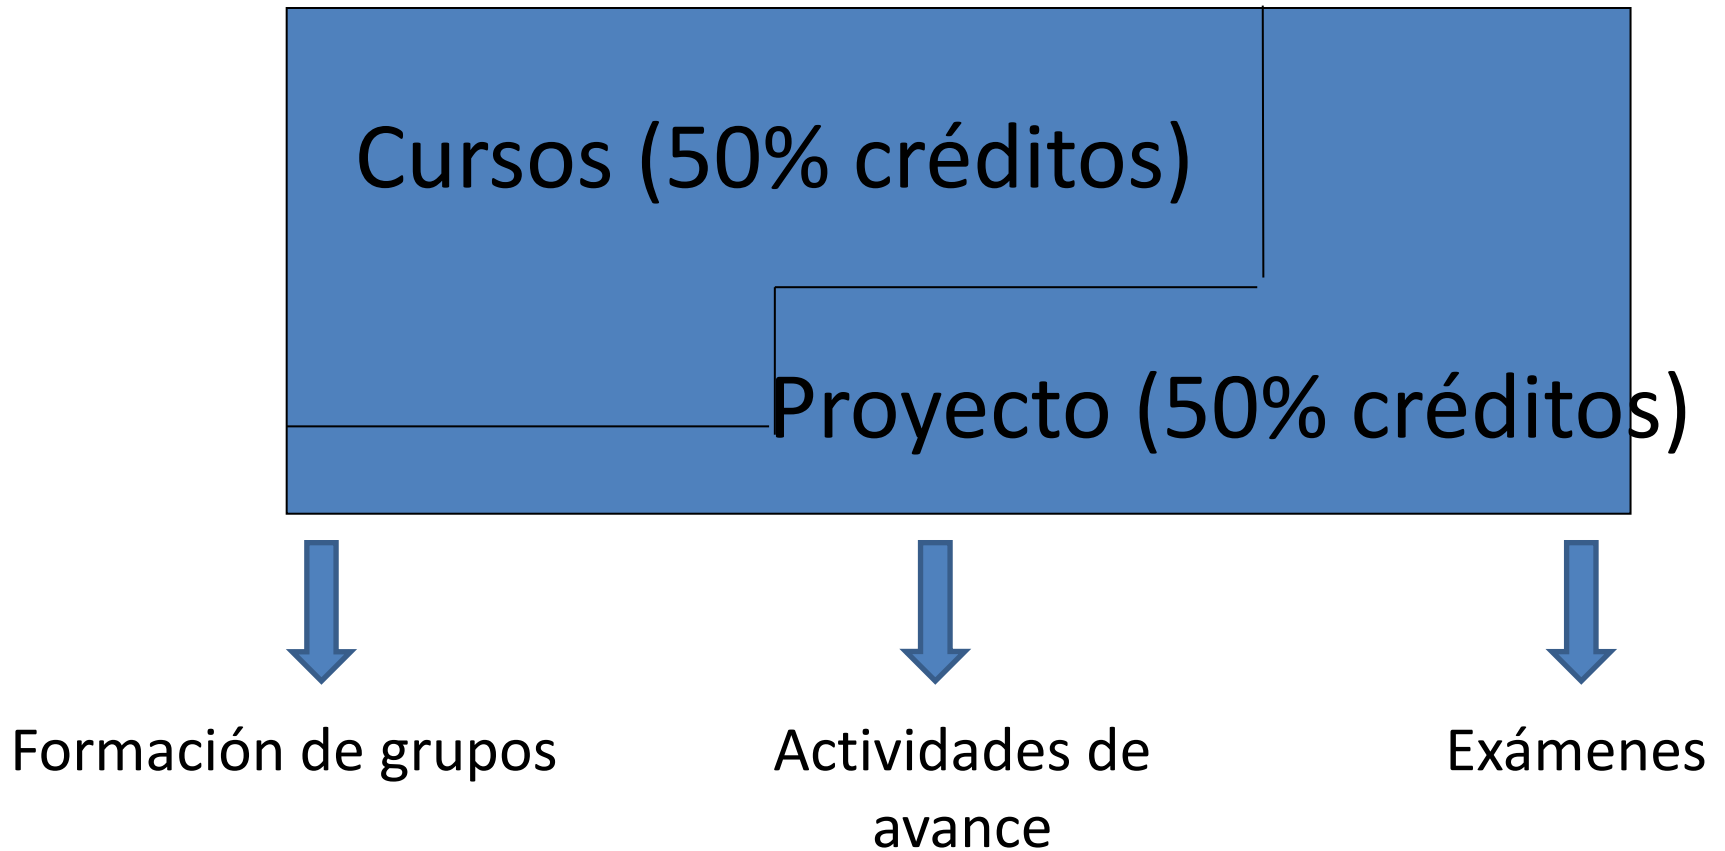 Cursos (50% créditos)
Proyecto (50% créditos)
Formación de grupos
Actividades de
avance
Exámenes